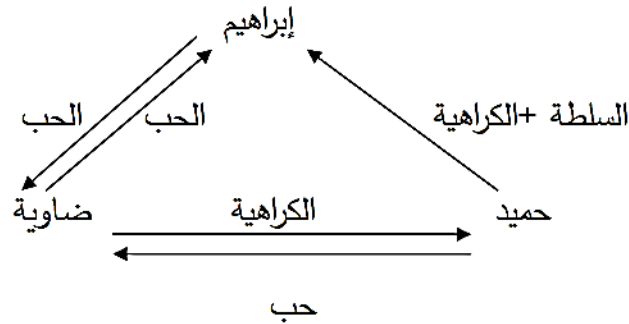 إبراهيم
السلطة +الكراهية
الحب
الحب
حميد
الكراهية
ضاوية
حب